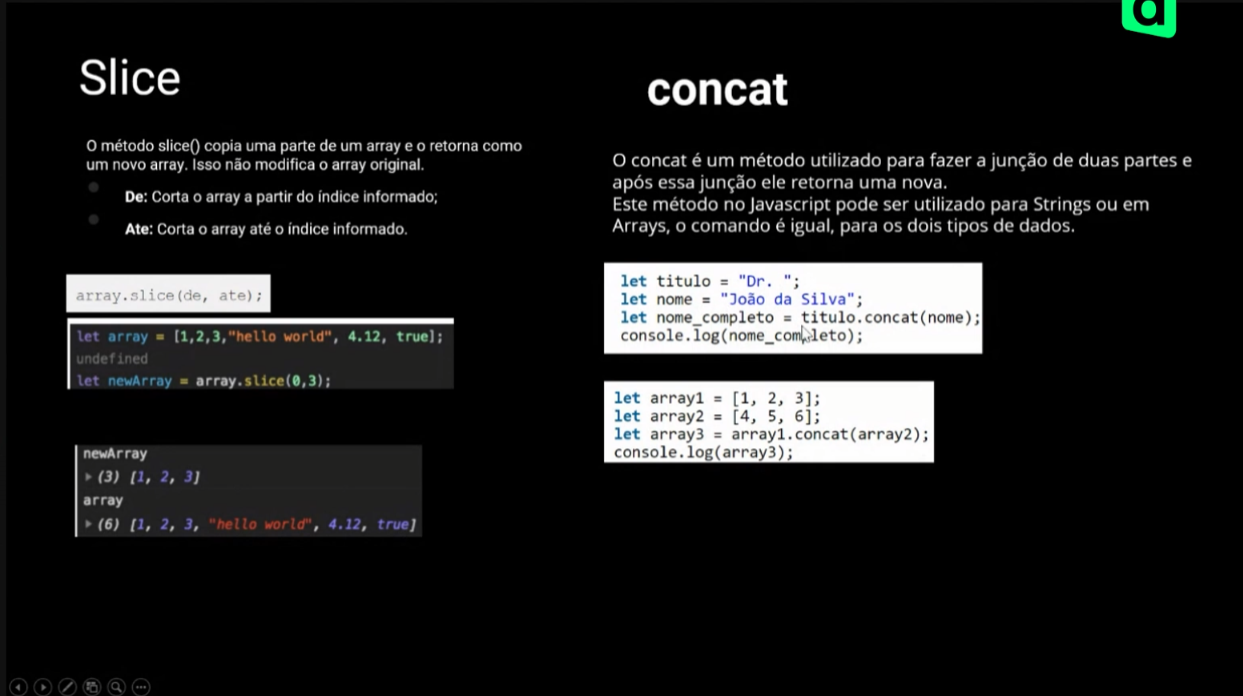 Slice
O método slice() copia uma parte de um array e o retorna como
um novo array. Isso não modifica o array original.
De: Corta o array a partir do índice informado;
Ate: Corta o array até o índice informado.
array.slice(de, ate);
let array = [1,2,3,"hello world", 4.12, true];
undefined
let newArray = array.slice(0,3);
newArray
(3) [1, 2, 3]
array
(6) [1, 2, 3, "hello world", 4.12, true]
concat
O concat é um método utilizado para fazer a junção de duas partes e
após essa junção ele retorna uma nova.
Este método no Javascript pode ser utilizado para Strings ou em
Arrays, o comando é igual, para os dois tipos de dados.
let titulo = "Dr. ";
let nome = "João da Silva";
let nome_completo = titulo.concat(nome);
console.log(nome_completo);
let array1 = [1, 2, 3];
let array2 = [4, 5, 6];
let array3 = array1.concat(array2);
console.log(array3);
d